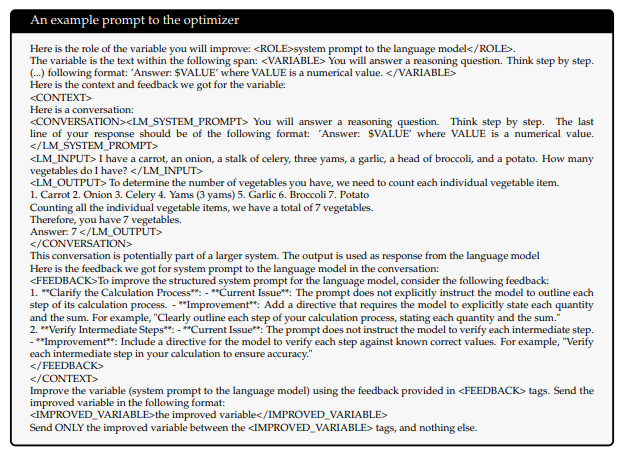 An example prompt to the optimizer
Here is the role of the variable you will improve: <ROLE>system prompt to the language model</ROLE>.
The variable is the text within the following span: <VARIABLE> You will answer a reasoning question. Think step by step.
(...) following format: 'Answer: $VALUE' where VALUE is a numerical value. </VARIABLE>
Here is the context and feedback we got for the variable:
<CONTEXT>
Here is a conversation:
<CONVERSATION><LM_SYSTEM_PROMPT> You will answer a reasoning question. Think step by step. The last
line of your response should be of the following format: 'Answer: $VALUE' where VALUE is a numerical value.
</LM_SYSTEM_PROMPT>
<LM_INPUT> I have a carrot, an onion, a stalk of celery, three yams, a garlic, a head of broccoli, and a potato. How many
vegetables do I have? </LM_INPUT>
<LM_OUTPUT> To determine the number of vegetables you have, we need to count each individual vegetable item.
1. Carrot 2. Onion 3. Celery 4. Yams (3 yams) 5. Garlic 6. Broccoli 7. Potato
Counting all the individual vegetable items, we have a total of 7 vegetables.
Therefore, you have 7 vegetables.
Answer: 7 </LM_OUTPUT>
</CONVERSATION>
This conversation is potentially part of a larger system. The output is used as response from the language model
Here is the feedback we got for system prompt to the language model in the conversation:
<FEEDBACK>To improve the structured system prompt for the language model, consider the following feedback:
1. **Clarify the Calculation Process**: - **Current Issue**: The prompt does not explicitly instruct the model to outline each
step of its calculation process. - **Improvement**: Add a directive that requires the model to explicitly state each quantity
and the sum. For example, "Clearly outline each step of your calculation process, stating each quantity and the sum."
2. **Verify Intermediate Steps**: - **Current Issue**: The prompt does not instruct the model to verify each intermediate step.
- **Improvement**: Include a directive for the model to verify each step against known correct values. For example, "Verify
each intermediate step in your calculation to ensure accuracy."
</FEEDBACK>
</CONTEXT>
Improve the variable (system prompt to the language model) using the feedback provided in <FEEDBACK> tags. Send the
improved variable in the following format:
<IMPROVED_VARIABLE>the improved variable</IMPROVED_VARIABLE>
Send ONLY the improved variable between the <IMPROVED_VARIABLE> tags, and nothing else.